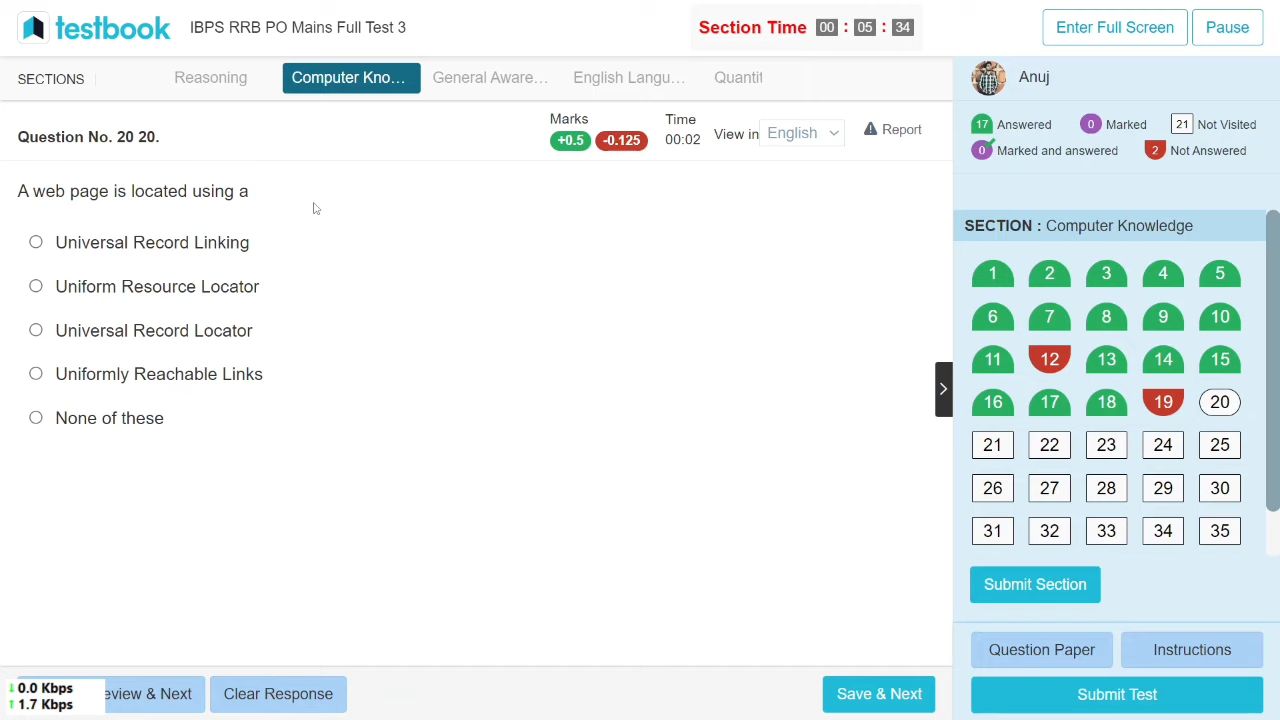 testbook
IBPS RRB PO Mains Full Test 3
Section Time 00 : 05 : 34
Enter Full Screen
Pause
SECTIONS
Reasoning
Computer Kno...
General Aware...
English Langu...
Quantit
Anuj
17 Answered
0 Marked
21 Not Visited
0 Marked and answered
2 Not Answered
Question No. 20 20.
Marks
+0.5 -0.125
Time
00:02
View in English
Report
A web page is located using a
Universal Record Linking
Uniform Resource Locator
Universal Record Locator
Uniformly Reachable Links
None of these
SECTION : Computer Knowledge
1 2 3 4 5
6 7 8 9 10
11 12 13 14 15
16 17 18 19 20
21 22 23 24 25
26 27 28 29 30
31 32 33 34 35
Submit Section
Question Paper
Instructions
Submit Test
0.0 Kbps
1.7 Kbps
eview & Next
Clear Response
Save & Next